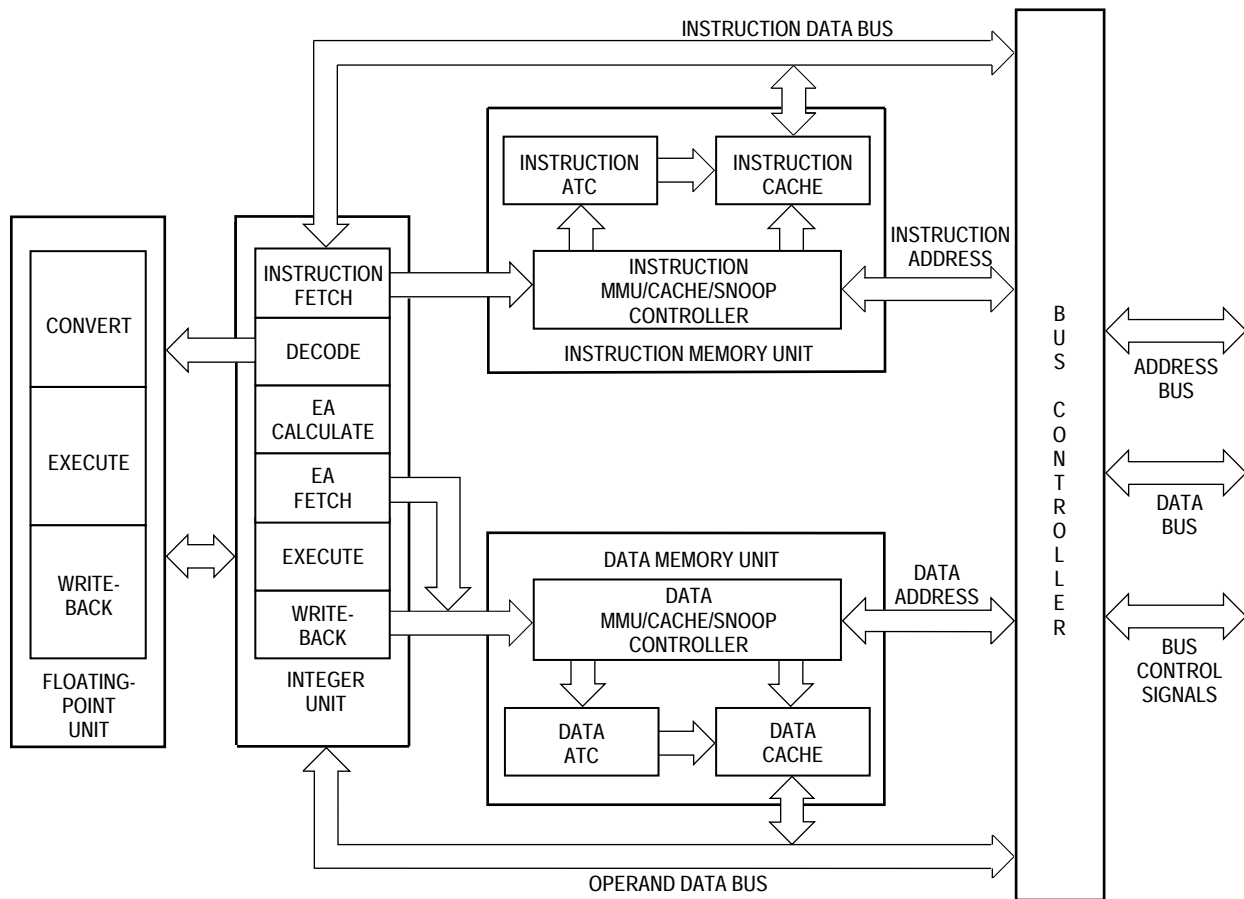 INSTRUCTION DATA BUS
INSTRUCTION
ATC
INSTRUCTION
CACHE
INSTRUCTION
MMU/CACHE/SNOOP
CONTROLLER
INSTRUCTION MEMORY UNIT
INSTRUCTION
ADDRESS
CONVERT
EXECUTE
WRITE-
BACK
FLOATING-
POINT
UNIT
INSTRUCTION
FETCH
DECODE
EA
CALCULATE
EA
FETCH
EXECUTE
WRITE-
BACK
INTEGER
UNIT
DATA MEMORY UNIT
DATA
MMU/CACHE/SNOOP
CONTROLLER
DATA
ATC
DATA
CACHE
DATA
ADDRESS
OPERAND DATA BUS
BUS CONTROLLER
ADDRESS
BUS
DATA
BUS
BUS
CONTROL
SIGNALS